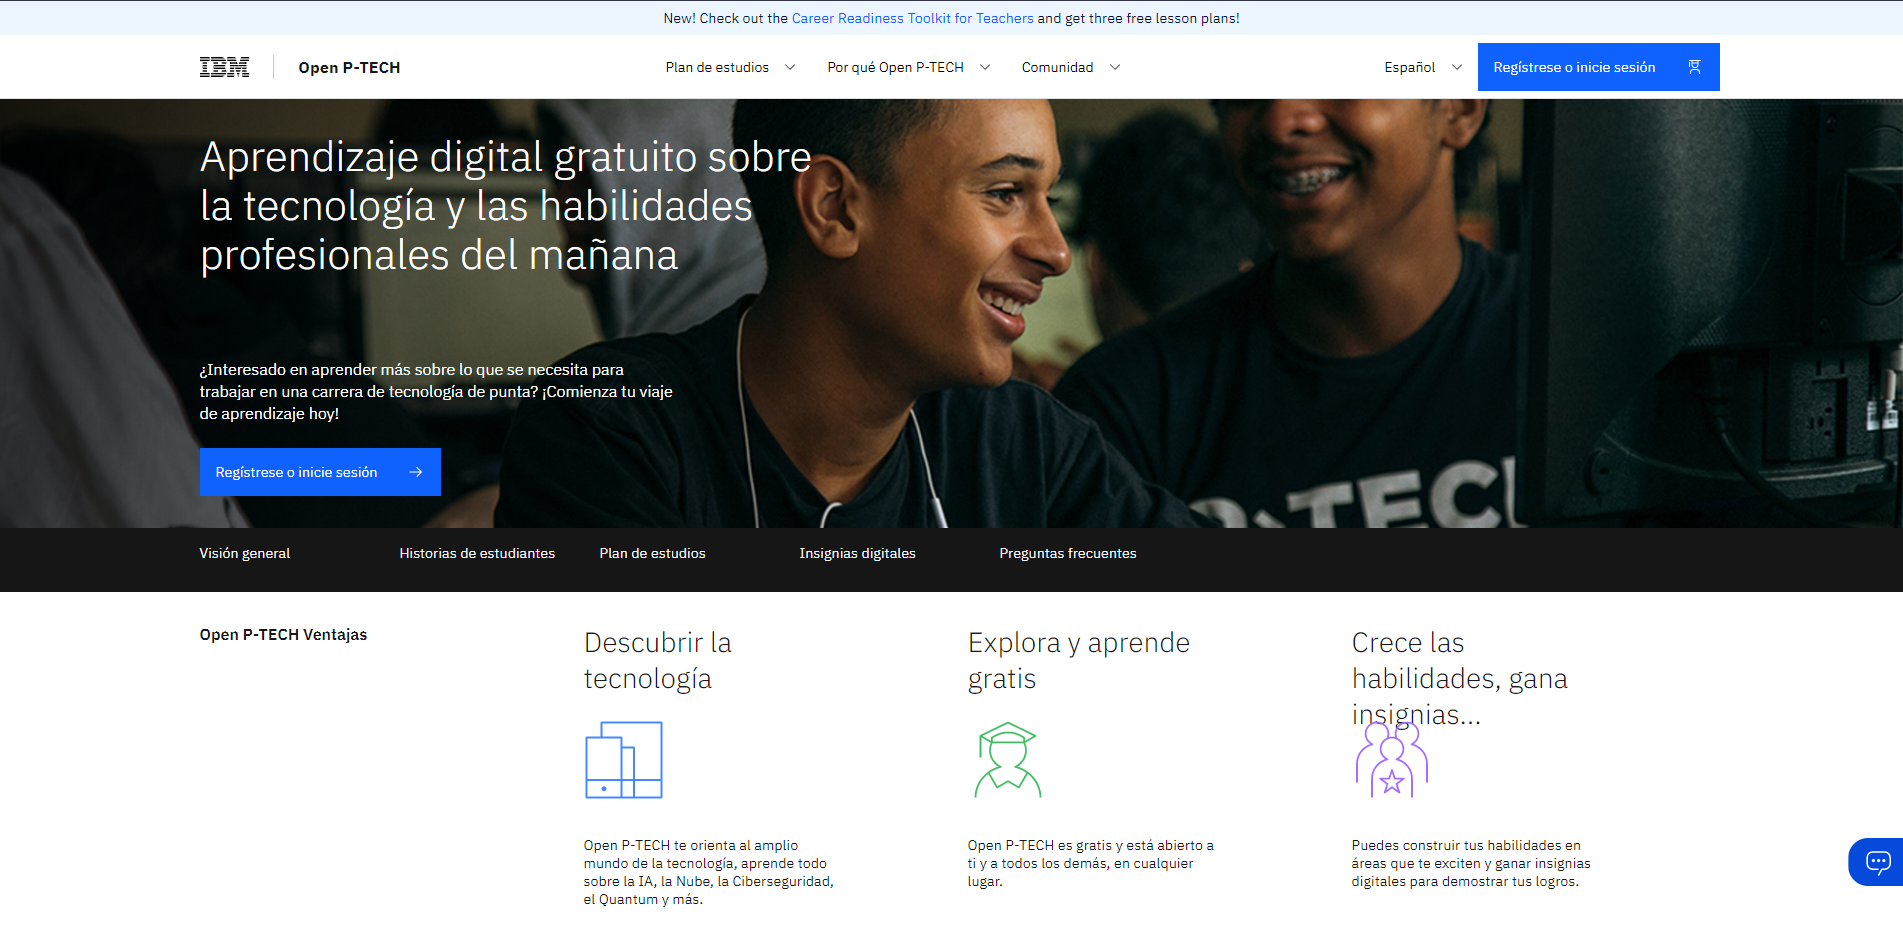 New! Check out the Career Readiness Toolkit for Teachers and get three free lesson plans!
IBM Open P-TECH Plan de estudios Por qué Open P-TECH Comunidad Español Regístrese o inicie sesión
Aprendizaje digital gratuito sobre
la tecnología y las habilidades
profesionales del mañana
¿Interesado en aprender más sobre lo que se necesita para
trabajar en una carrera de tecnología de punta? ¡Comienza tu viaje
de aprendizaje hoy!
Regístrese o inicie sesión
P-TECH
Visión general Historias de estudiantes Plan de estudios Insignias digitales Preguntas frecuentes
Open P-TECH Ventajas
Descubrir la
tecnología
Open P-TECH te orienta al amplio
mundo de la tecnología, aprende todo
sobre la IA, la Nube, la Ciberseguridad,
el Quantum y más.
Explora y aprende
gratis
Open P-TECH es gratis y está abierto a
ti y a todos los demás, en cualquier
lugar.
Crece las
habilidades, gana
insignias...
Puedes construir tus habilidades en
áreas que te exciten y ganar insignias
digitales para demostrar tus logros.